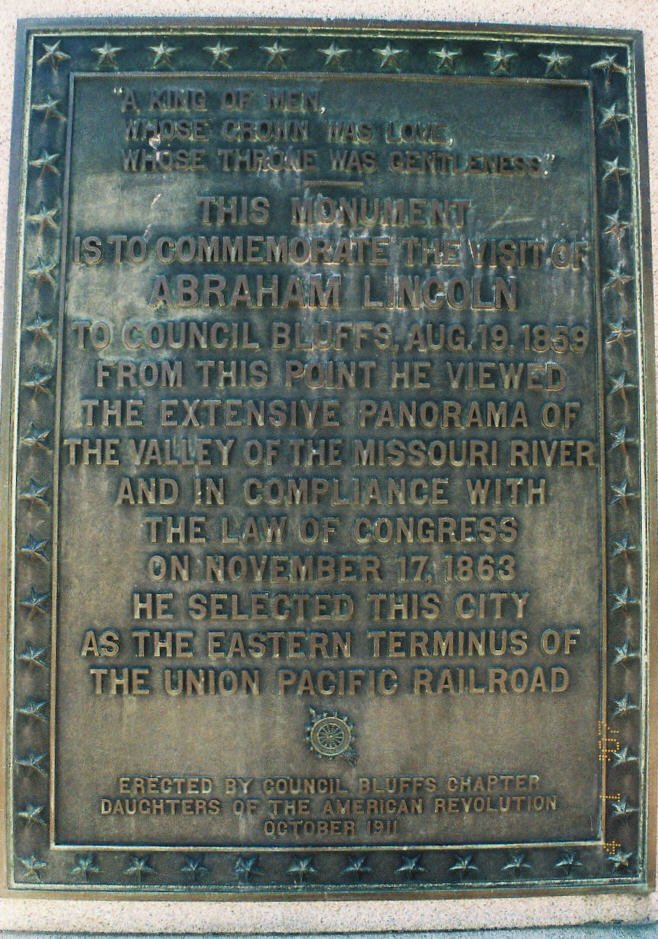 "A KING OF MEN,
WHOSE CROWN WAS LOVE,
WHOSE THRONE WAS GENTLENESS"
THIS MONUMENT
IS TO COMMEMORATE THE VISIT OF
ABRAHAM LINCOLN
TO COUNCIL BLUFFS, AUG. 19. 1859
FROM THIS POINT HE VIEWED
THE EXTENSIVE PANORAMA OF
THE VALLEY OF THE MISSOURI RIVER
AND IN COMPLIANCE WITH
THE LAW OF CONGRESS
ON NOVEMBER 17, 1863
HE SELECTED THIS CITY
AS THE EASTERN TERMINUS OF
THE UNION PACIFIC RAILROAD
ERECTED BY COUNCIL BLUFFS CHAPTER
DAUGHTERS OF THE AMERICAN REVOLUTION
OCTOBER 1911